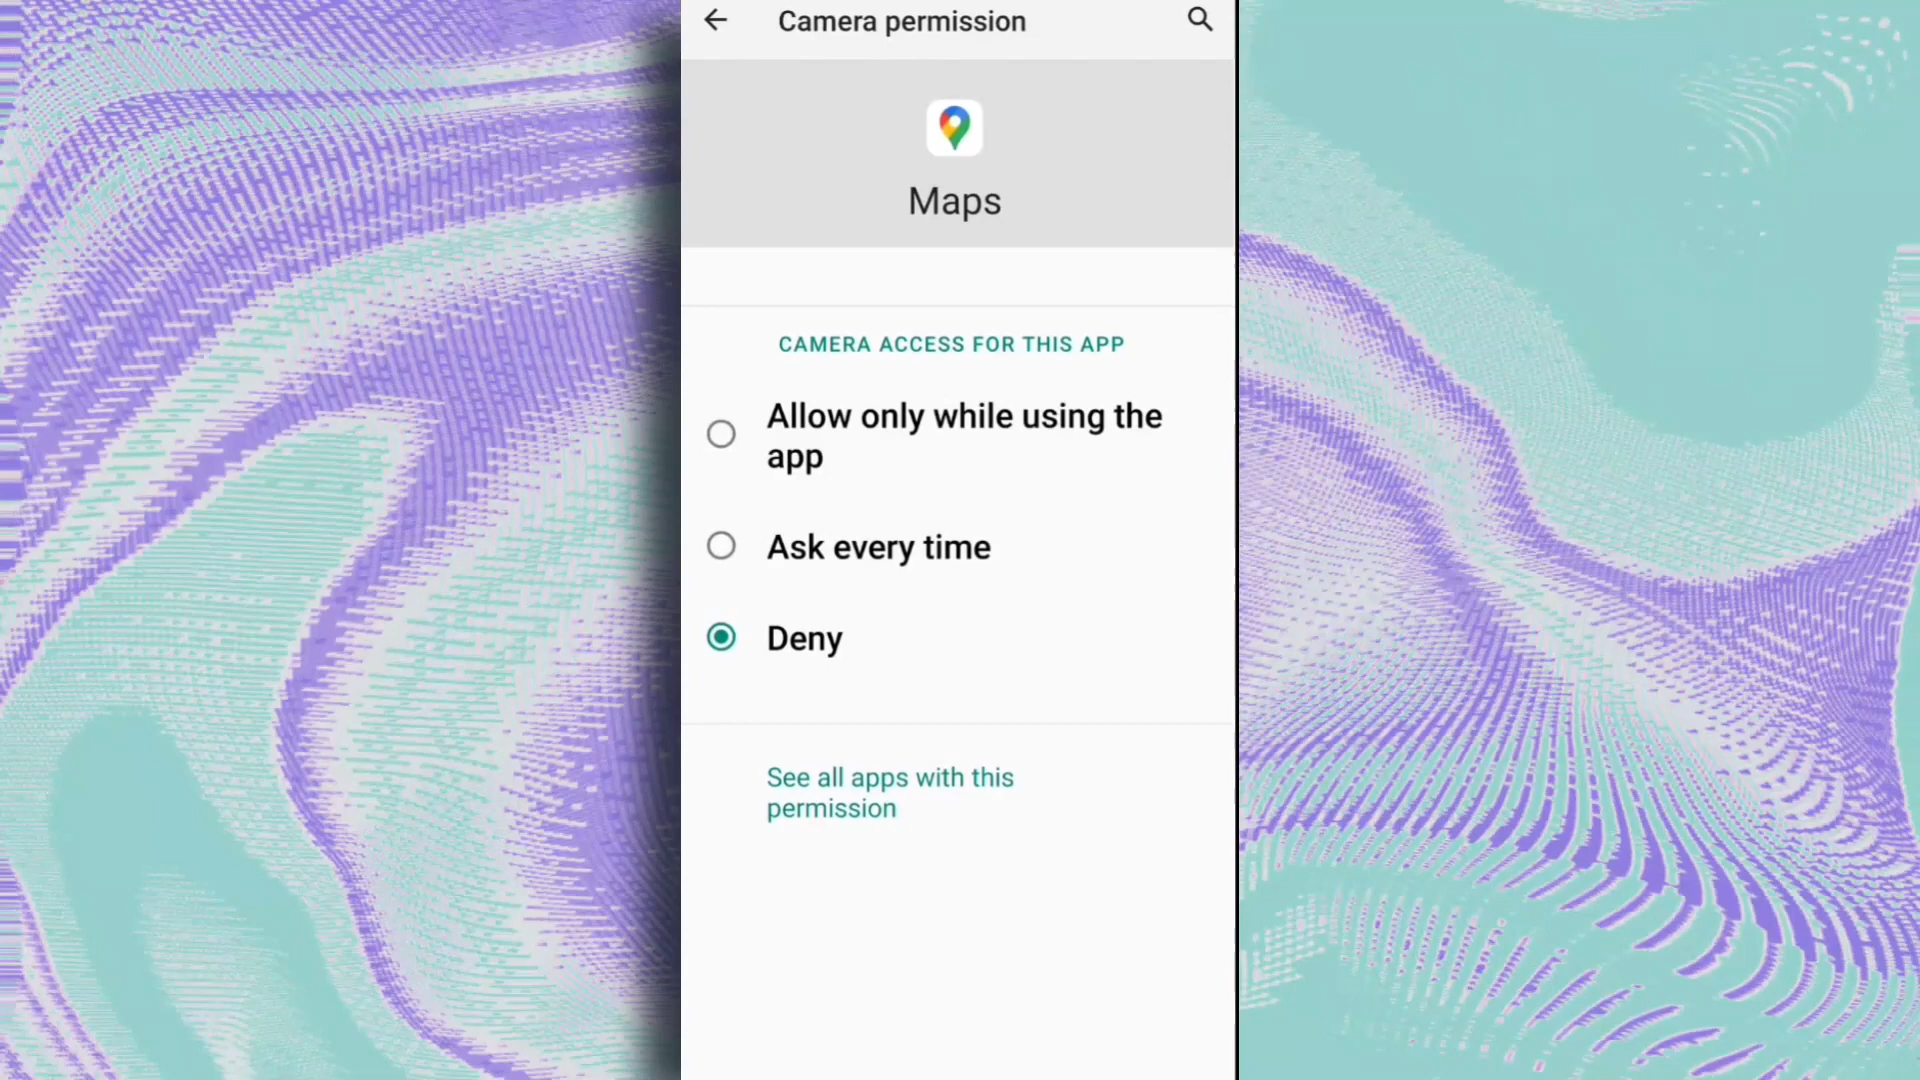 Camera permission
Maps
CAMERA ACCESS FOR THIS APP
Allow only while using the
app
Ask every time
Deny
See all apps with this
permission